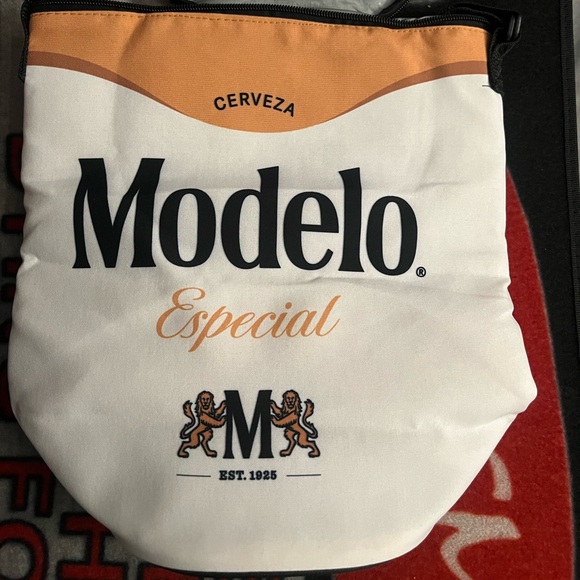 CERVEZA
Modelo®
Especial
M
EST. 1925